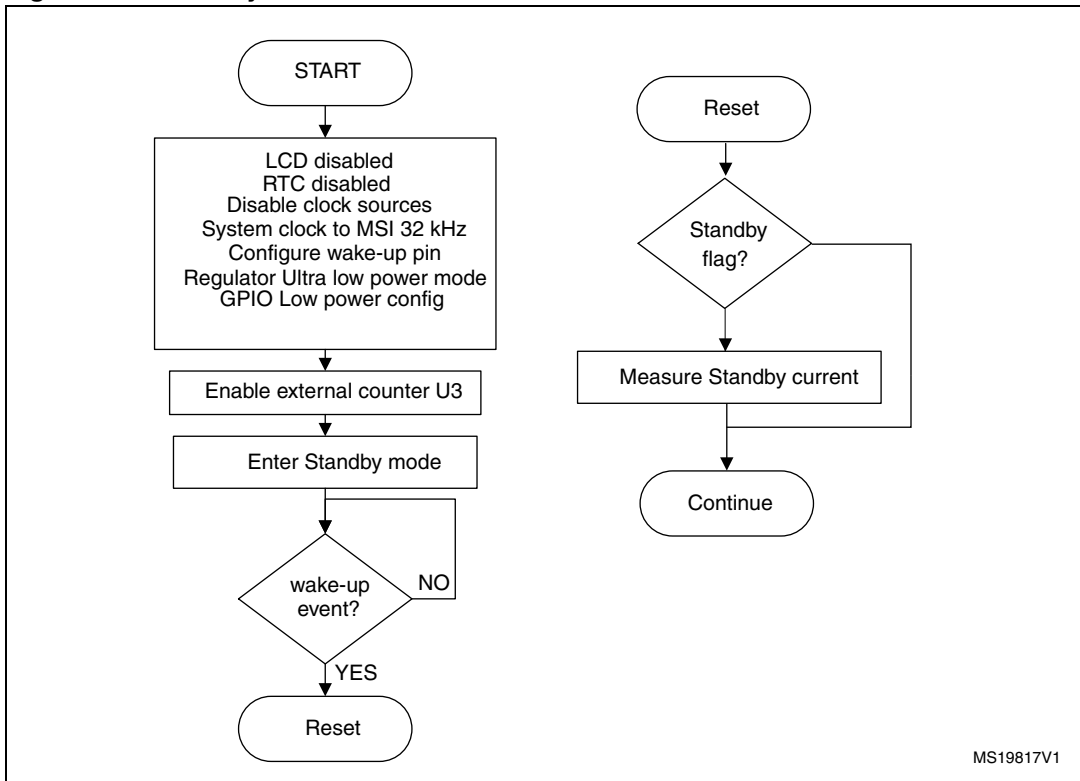 START
LCD disabled
RTC disabled
Disable clock sources
System clock to MSI 32 kHz
Configure wake-up pin
Regulator Ultra low power mode
GPIO Low power config
Enable external counter U3
Enter Standby mode
wake-up
event?
NO
YES
Reset
Reset
Standby
flag?
Measure Standby current
Continue
MS19817V1